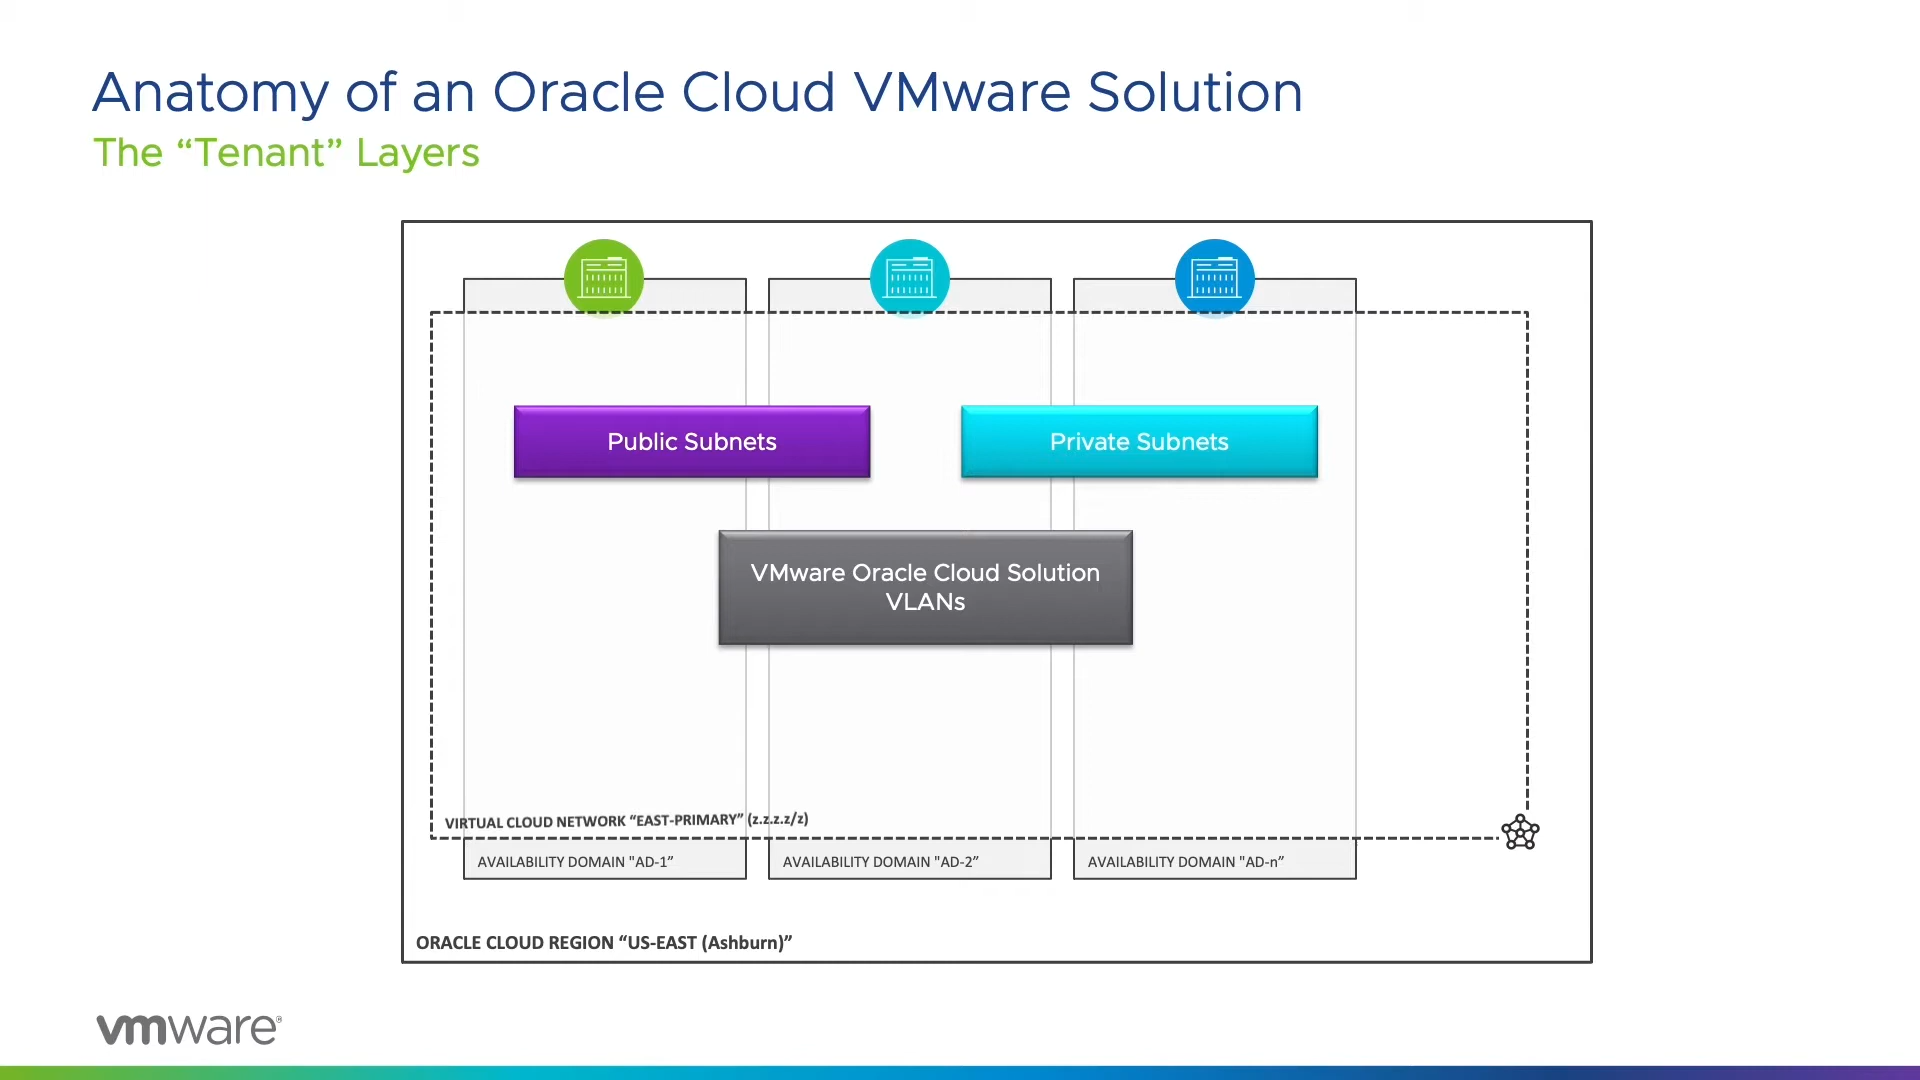 Anatomy of an Oracle Cloud VMware Solution
The “Tenant” Layers
Public Subnets
Private Subnets
VMware Oracle Cloud Solution
VLANs
VIRTUAL CLOUD NETWORK “EAST-PRIMARY” (z.z.z.z/z)
AVAILABILITY DOMAIN "AD-1”
AVAILABILITY DOMAIN "AD-2”
AVAILABILITY DOMAIN "AD-n”
ORACLE CLOUD REGION “US-EAST (Ashburn)”
vmware®